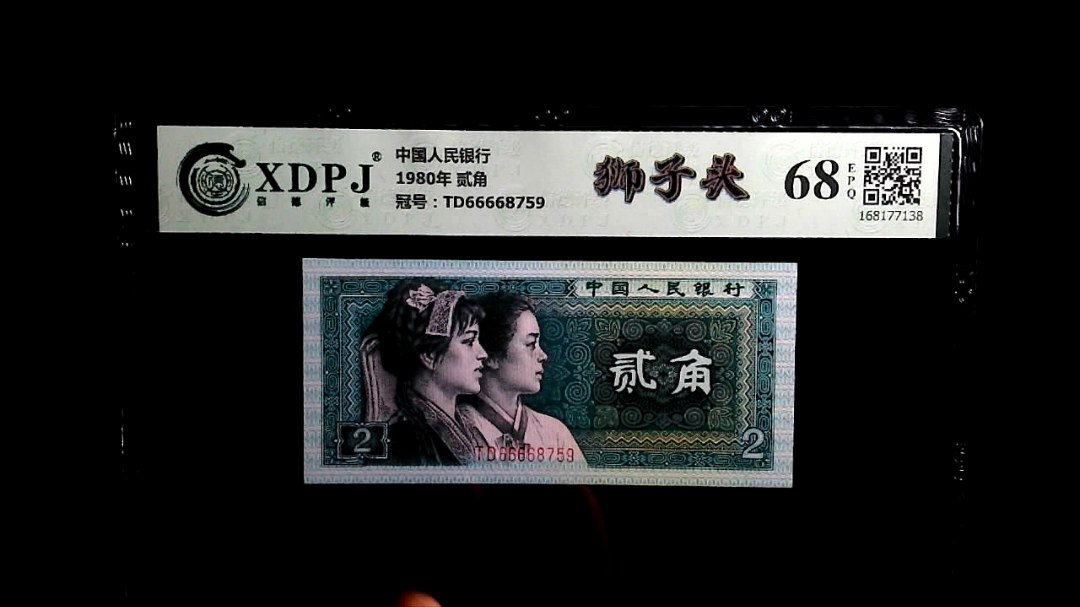 XDPJ®
信德评级
中国人民银行
1980年 贰角
冠号：TD66668759
狮子头
68
EPQ
168177138
中国人民银行
贰角
2
TD66668759
2